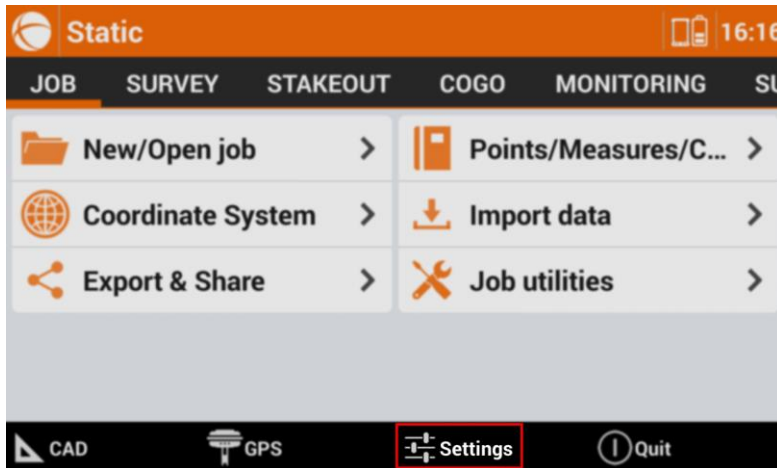 Static 16:16
JOB SURVEY STAKEOUT COGO MONITORING SU
New/Open job Points/Measures/C...
Coordinate System Import data
Export & Share Job utilities
CAD GPS Settings Quit